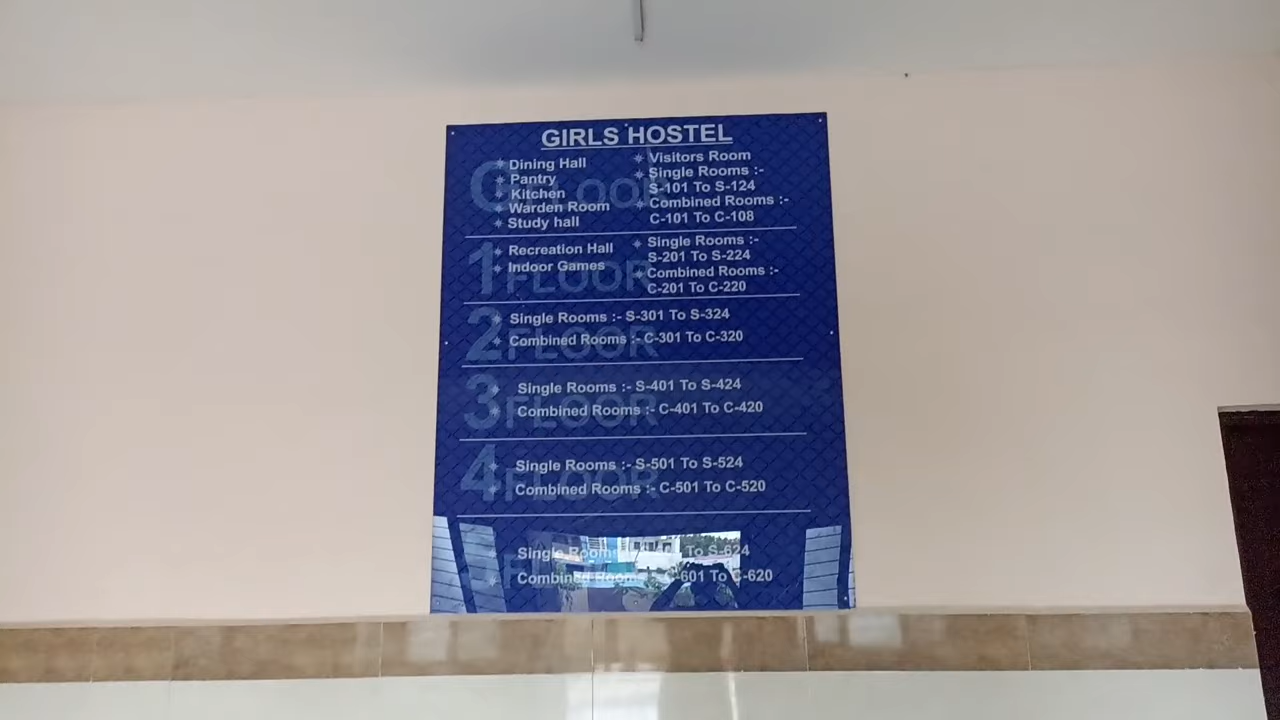 GIRLS HOSTEL
G FLOOR
✴ Dining Hall
✴ Pantry
✴ Kitchen
✴ Warden Room
✴ Study hall
✴ Visitors Room
✴ Single Rooms :-
S-101 To S-124
✴ Combined Rooms :-
C-101 To C-108
1 FLOOR
✴ Recreation Hall
✴ Indoor Games
✴ Single Rooms :-
S-201 To S-224
✴ Combined Rooms :-
C-201 To C-220
2 FLOOR
✴ Single Rooms :- S-301 To S-324
✴ Combined Rooms :- C-301 To C-320
3 FLOOR
✴ Single Rooms :- S-401 To S-424
✴ Combined Rooms :- C-401 To C-420
4 FLOOR
✴ Single Rooms :- S-501 To S-524
✴ Combined Rooms :- C-501 To C-520
✴ Single Rooms To S-624
✴ Combined Rooms C-601 To C-620